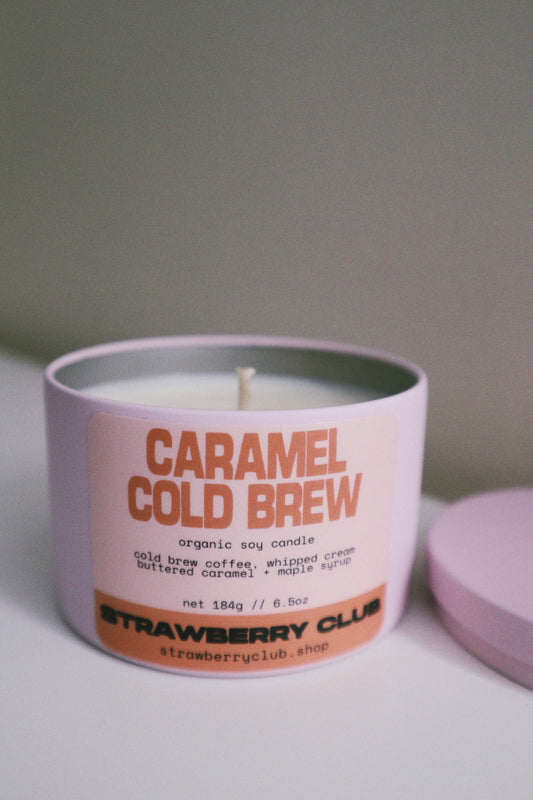 CARAMEL
COLD BREW
organic soy candle
cold brew coffee, whipped cream
buttered caramel + maple syrup
net 184g // 6.5oz
STRAWBERRY CLUB
strawberryclub.shop